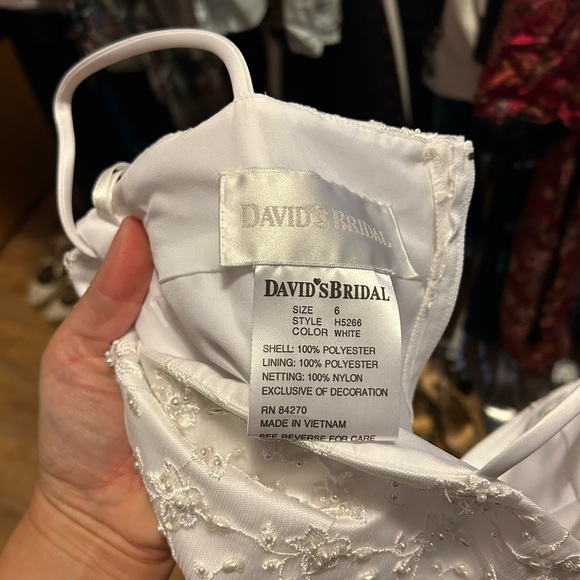 DAVID'S BRIDAL
DAVID'S BRIDAL
SIZE 6
STYLE H5266
COLOR WHITE
SHELL: 100% POLYESTER
LINING: 100% POLYESTER
NETTING: 100% NYLON
EXCLUSIVE OF DECORATION
RN 84270
MADE IN VIETNAM
SEE REVERSE FOR CARE